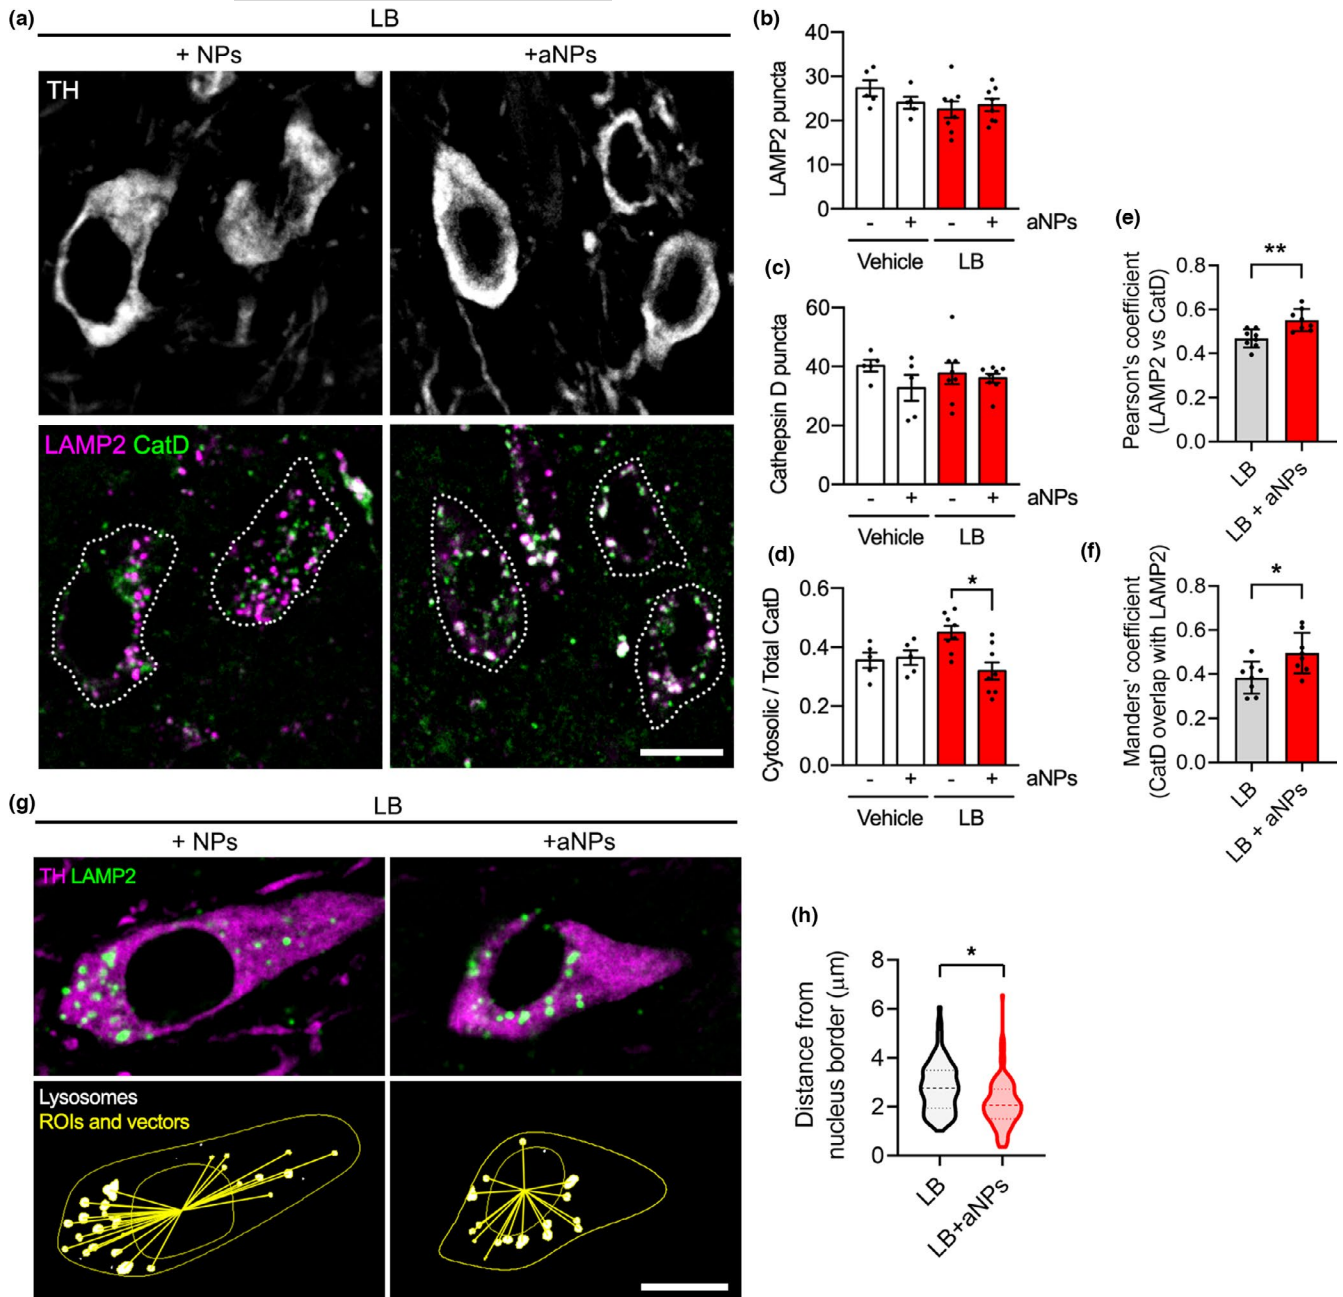 (a)
LB
+ NPs
+aNPs
TH
LAMP2 CatD
(b)
LAMP2 puncta
40
30
20
10
0
- + - + aNPs
Vehicle LB
(c)
Cathepsin D puncta
60
40
20
0
- + - + aNPs
Vehicle LB
(d)
Cytosolic / Total CatD
0.6
0.4
0.2
0.0
*
- + - + aNPs
Vehicle LB
(e)
Pearson's coefficient
(LAMP2 vs CatD)
0.8
0.6
0.4
0.2
0.0
**
LB
LB + aNPs
(f)
Manders' coefficient
(CatD overlap with LAMP2)
0.8
0.6
0.4
0.2
0.0
*
LB
LB + aNPs
(g)
LB
+ NPs
+aNPs
TH LAMP2
Lysosomes
ROIs and vectors
(h)
Distance from
nucleus border (μm)
8
6
4
2
0
*
LB
LB+aNPs